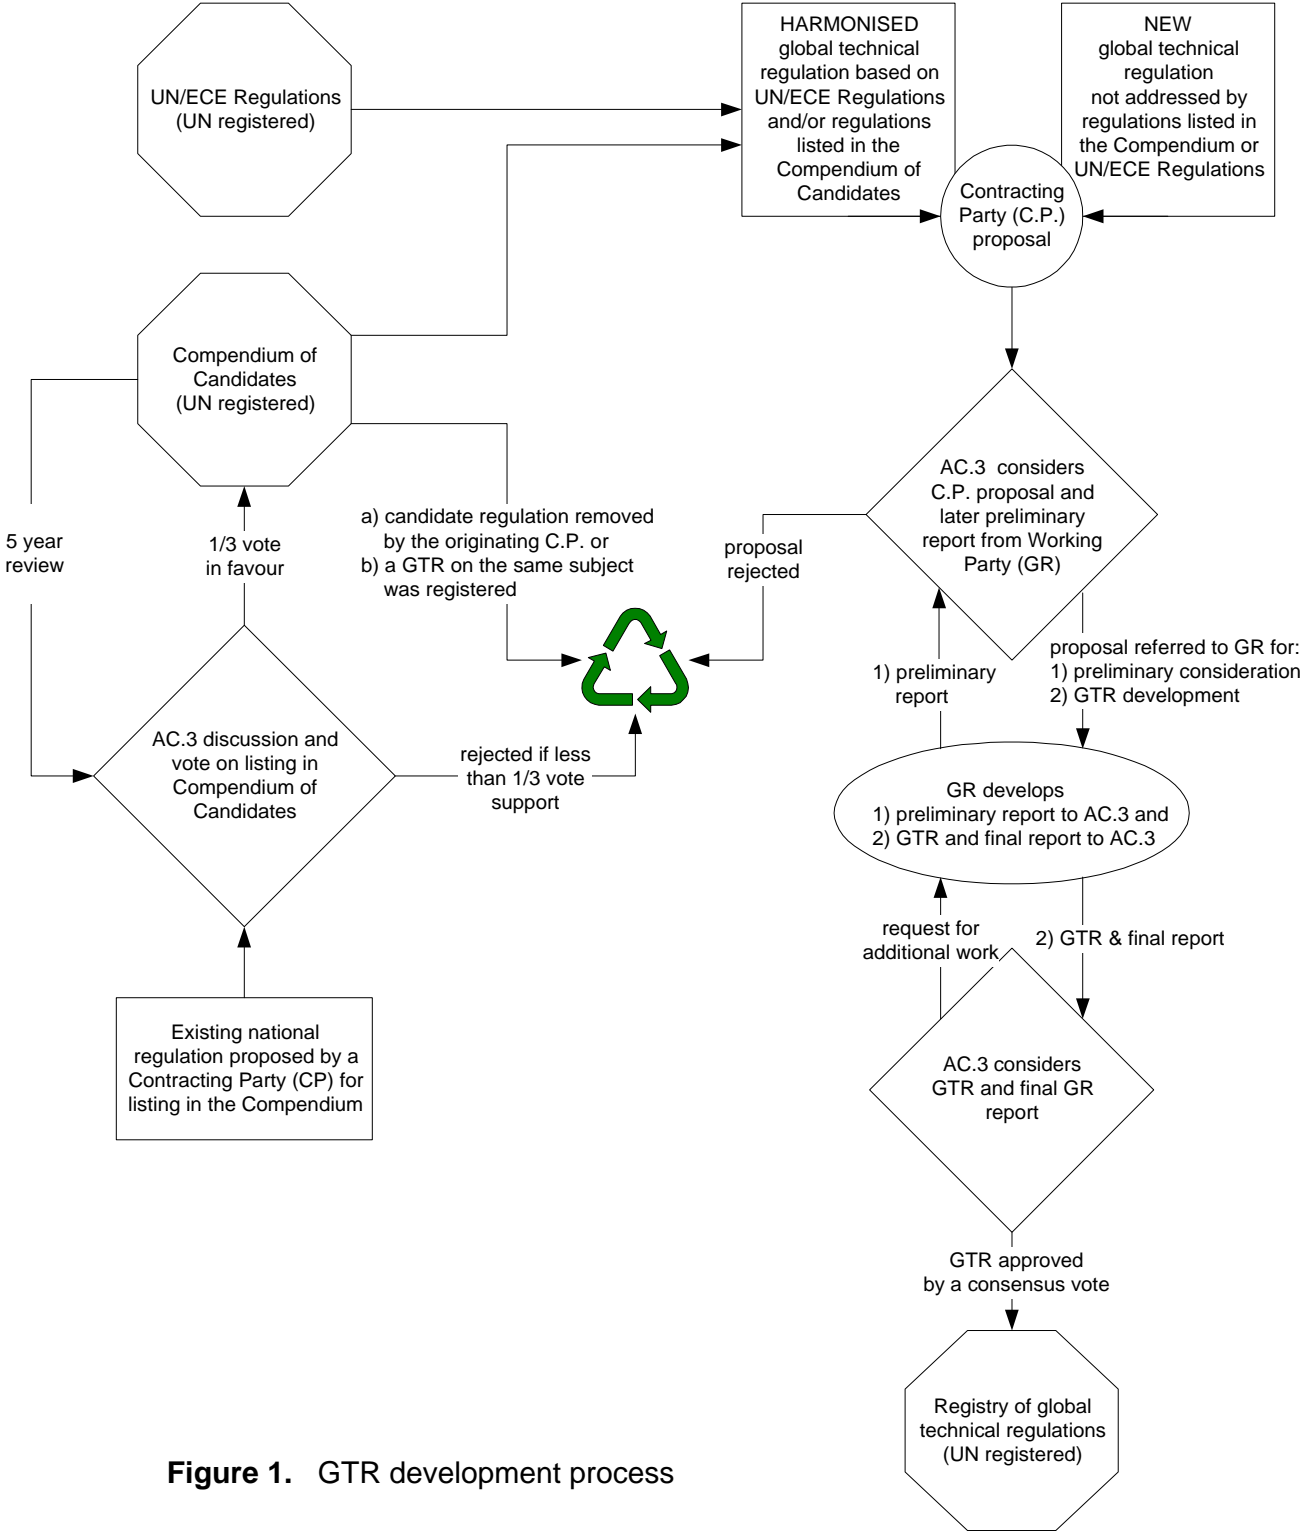 UN/ECE Regulations
(UN registered)
HARMONISED
global technical
regulation based on
UN/ECE Regulations
and/or regulations
listed in the
Compendium of
Candidates
NEW
global technical
regulation
not addressed by
regulations listed in
the Compendium or
UN/ECE Regulations
Contracting
Party (C.P.)
proposal
Compendium of
Candidates
(UN registered)
5 year
review
1/3 vote
in favour
a) candidate regulation removed
by the originating C.P. or
b) a GTR on the same subject
was registered
proposal
rejected
AC.3 considers
C.P. proposal and
later preliminary
report from Working
Party (GR)
1) preliminary
report
proposal referred to GR for:
1) preliminary consideration
2) GTR development
AC.3 discussion and
vote on listing in
Compendium of
Candidates
rejected if less
than 1/3 vote
support
GR develops
1) preliminary report to AC.3 and
2) GTR and final report to AC.3
request for
additional work
2) GTR & final report
Existing national
regulation proposed by a
Contracting Party (CP) for
listing in the Compendium
AC.3 considers
GTR and final GR
report
GTR approved
by a consensus vote
Registry of global
technical regulations
(UN registered)
Figure 1. GTR development process